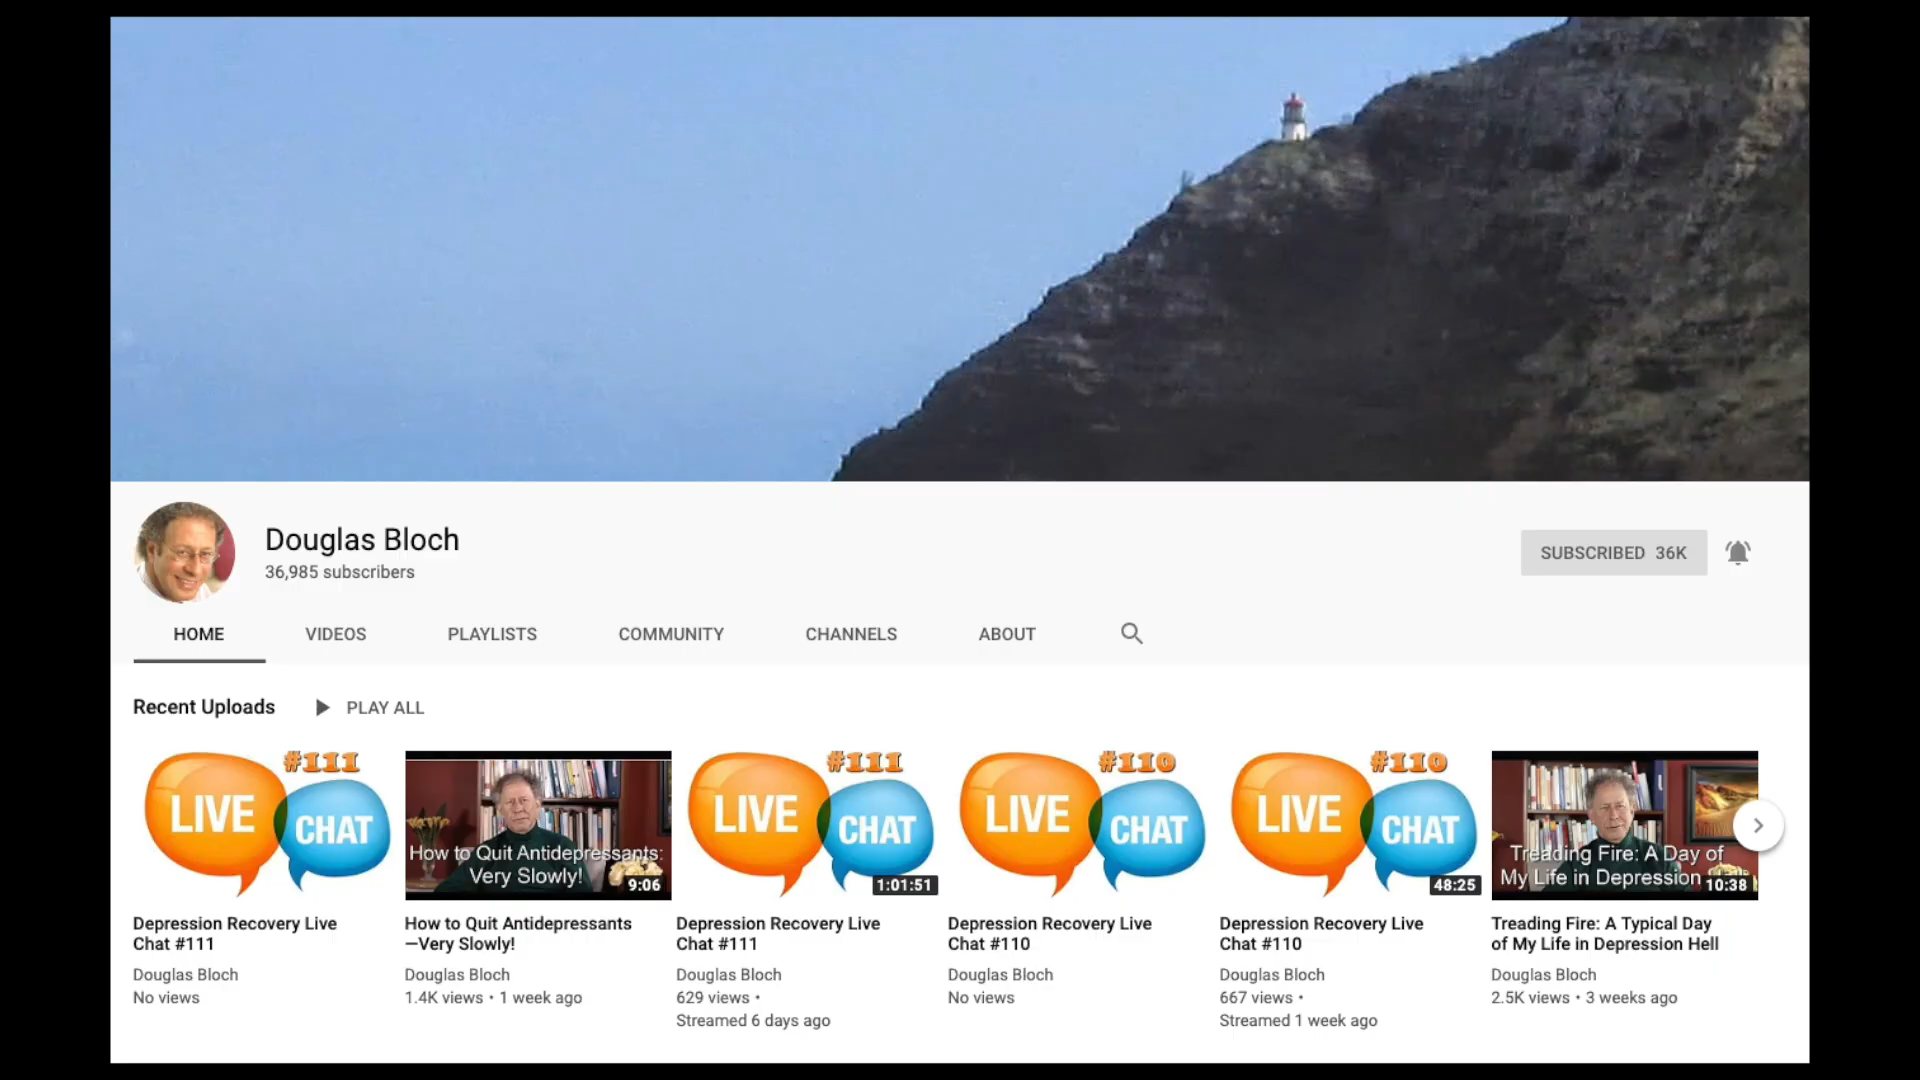 Douglas Bloch
36,985 subscribers
SUBSCRIBED 36K
HOME VIDEOS PLAYLISTS COMMUNITY CHANNELS ABOUT
Recent Uploads PLAY ALL
#111
LIVE
CHAT
Depression Recovery Live
Chat #111
Douglas Bloch
No views
How to Quit Antidepressants:
Very Slowly!
9:06
How to Quit Antidepressants
—Very Slowly!
Douglas Bloch
1.4K views • 1 week ago
#111
LIVE
CHAT
1:01:51
Depression Recovery Live
Chat #111
Douglas Bloch
629 views •
Streamed 6 days ago
#110
LIVE
CHAT
Depression Recovery Live
Chat #110
Douglas Bloch
No views
#110
LIVE
CHAT
48:25
Depression Recovery Live
Chat #110
Douglas Bloch
667 views •
Streamed 1 week ago
Treading Fire: A Day of
My Life in Depression
10:38
Treading Fire: A Typical Day
of My Life in Depression Hell
Douglas Bloch
2.5K views • 3 weeks ago